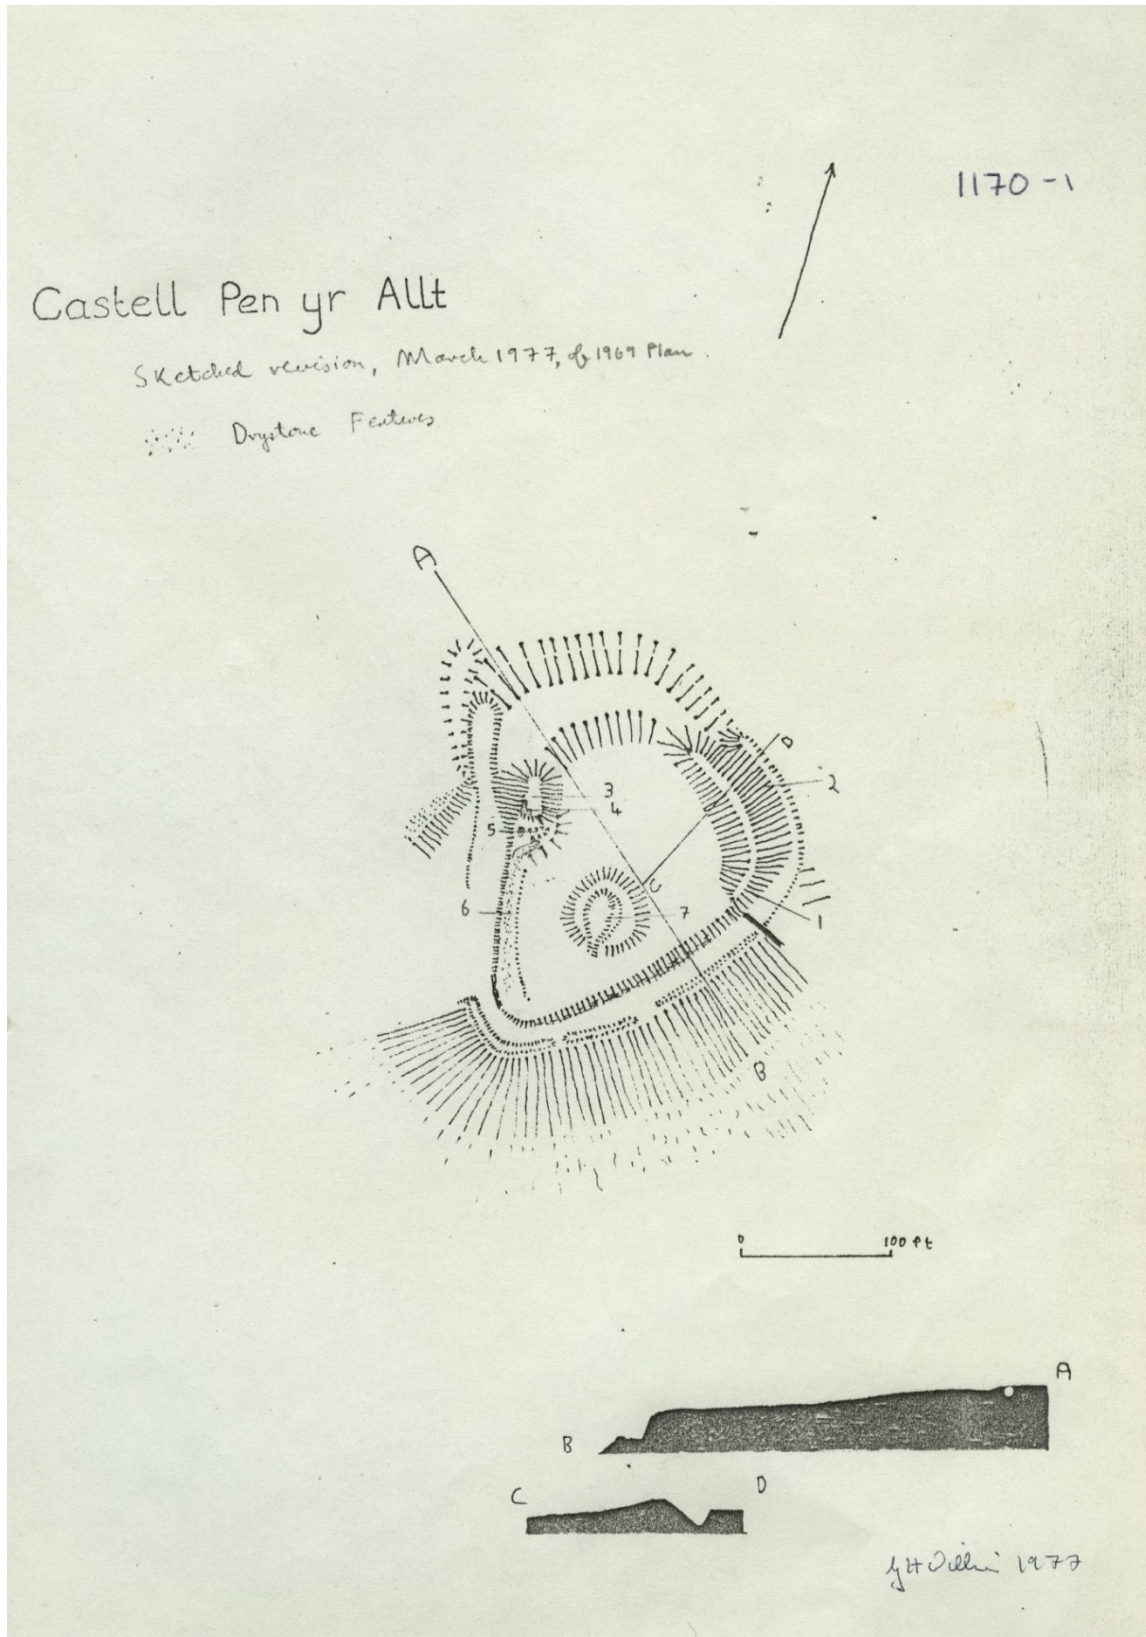 1170-1
Castell Pen yr Allt
Sketched revision, March 1977, of 1969 Plan.
Drystone Features
A
D
2
3
4
5
C
6
7
1
B
0 100 ft
A
B
C D
1977